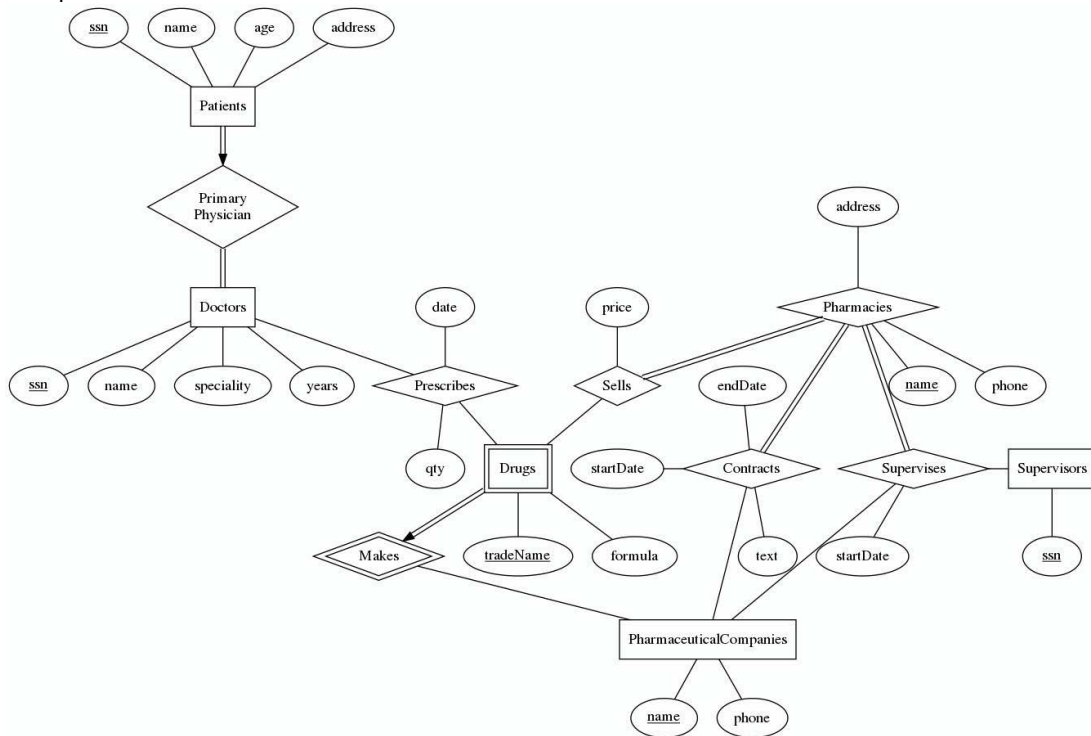 ssn
name
age
address
Patients
Primary
Physician
address
Doctors
date
price
Pharmacies
ssn
name
speciality
years
Prescribes
Sells
endDate
name
phone
qty
Drugs
startDate
Contracts
Supervises
Supervisors
Makes
tradeName
formula
text
startDate
ssn
PharmaceuticalCompanies
name
phone